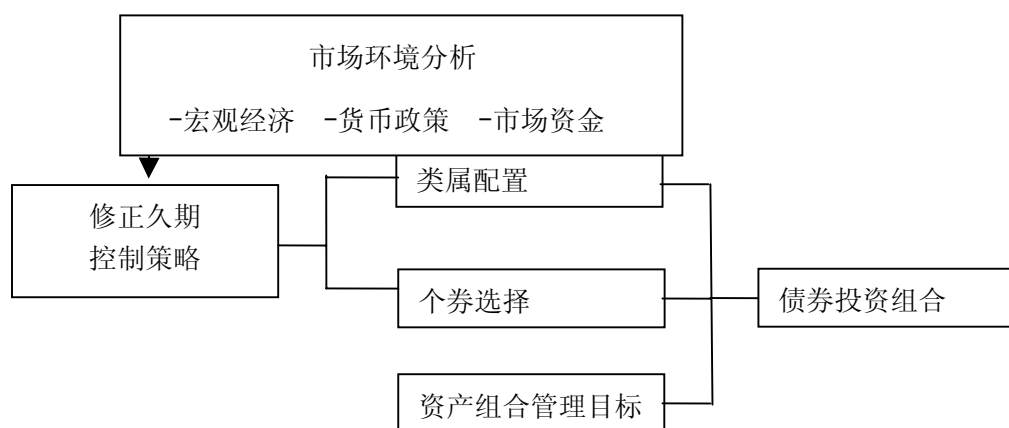 市场环境分析
-宏观经济 -货币政策 -市场资金
类属配置
修正久期
控制策略
个券选择
债券投资组合
资产组合管理目标